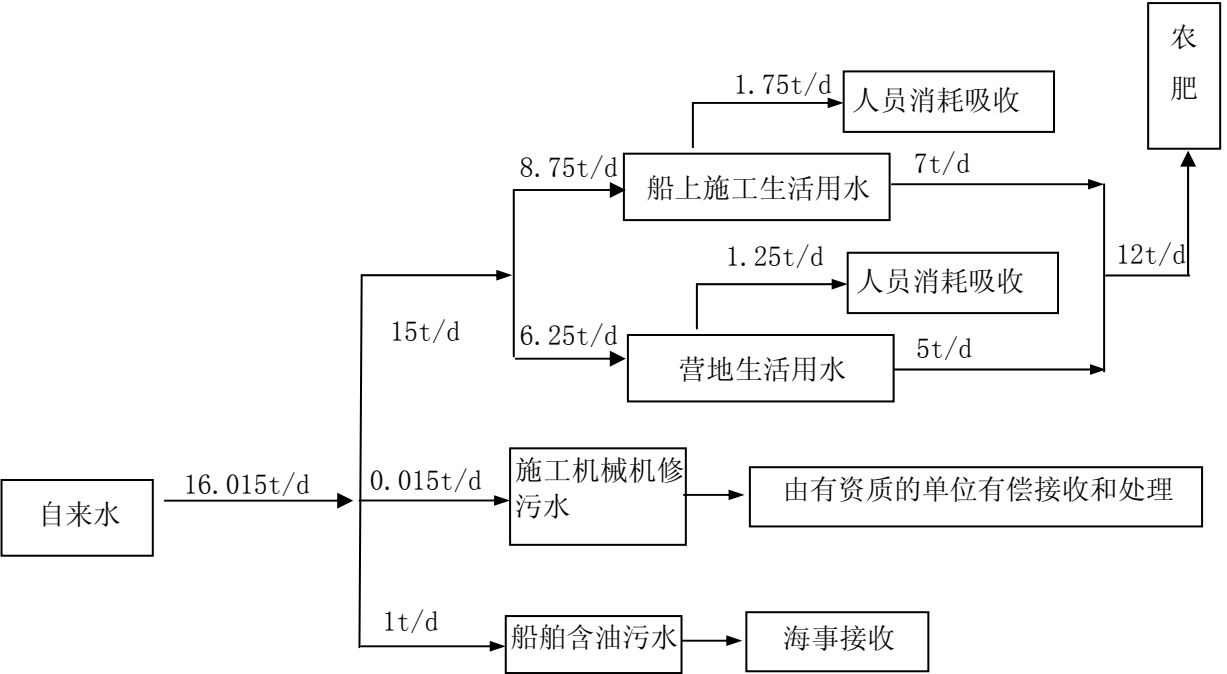 农
肥
1.75t/d
人员消耗吸收
8.75t/d
船上施工生活用水
7t/d
1.25t/d
人员消耗吸收
12t/d
15t/d
6.25t/d
营地生活用水
5t/d
自来水
16.015t/d
0.015t/d
施工机械机修
污水
由有资质的单位有偿接收和处理
1t/d
船舶含油污水
海事接收